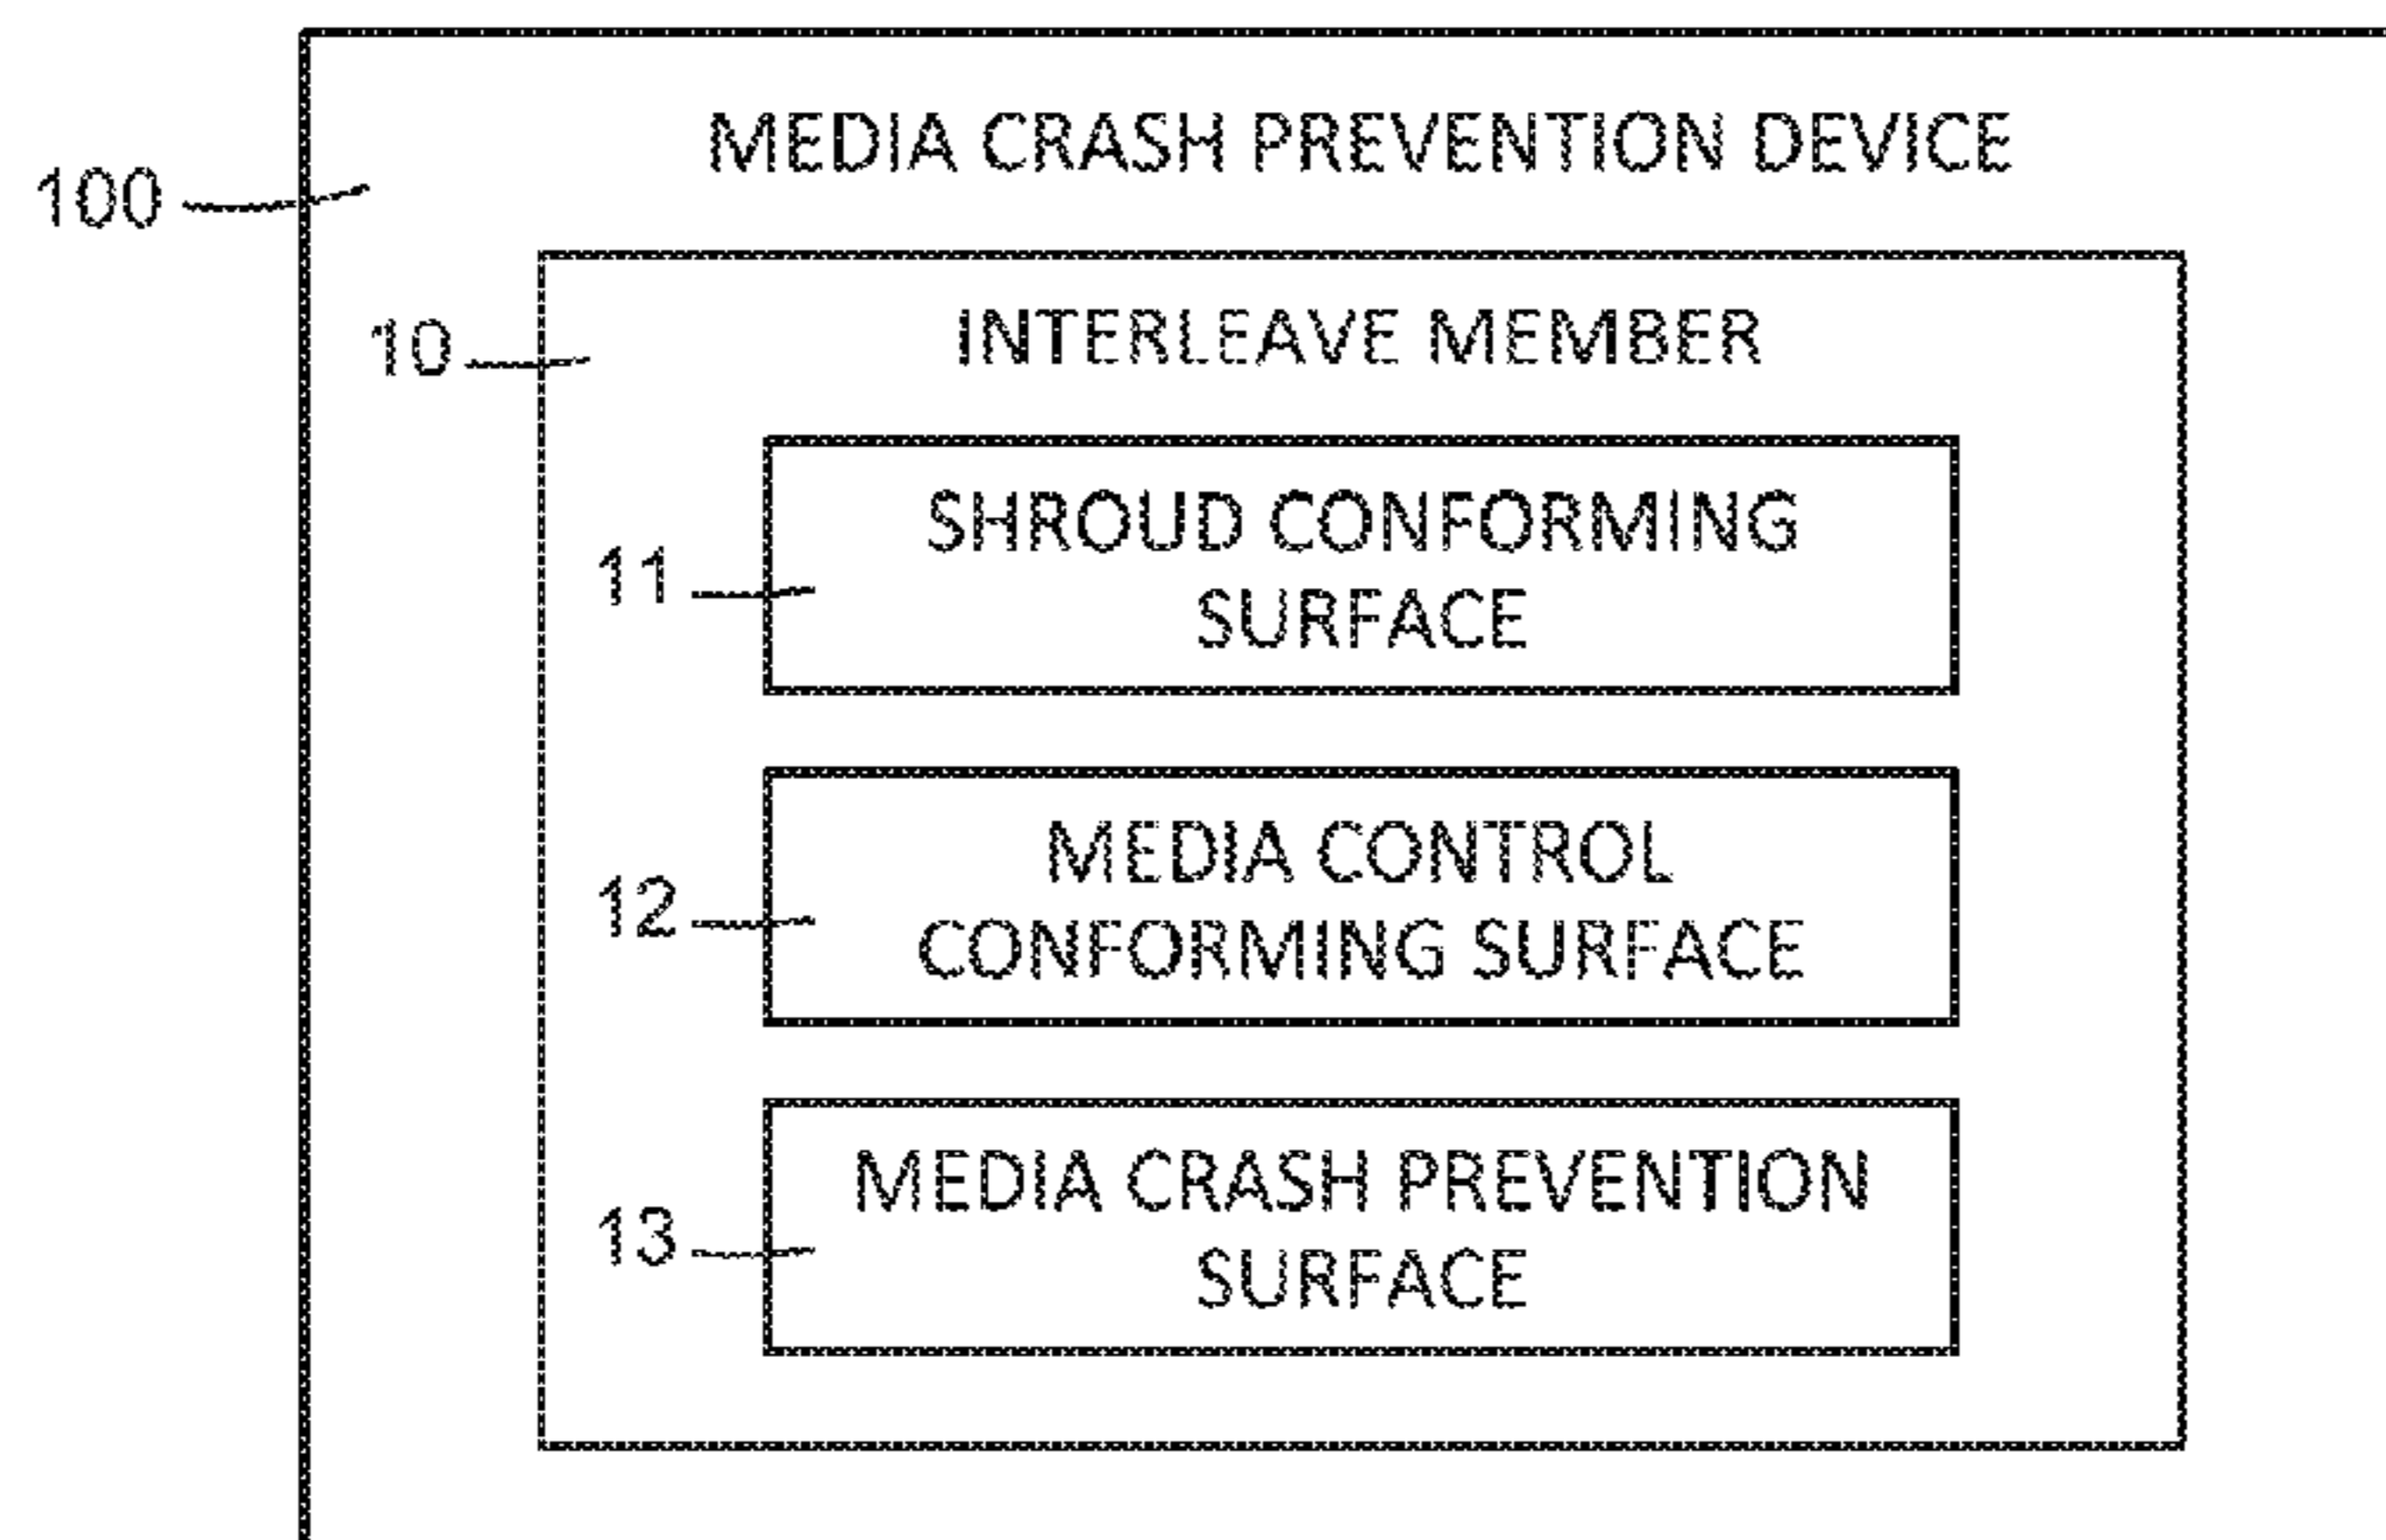 MEDIA CRASH PREVENTION DEVICE
100
INTERLEAVE MEMBER
10
SHROUD CONFORMING
SURFACE
11
MEDIA CONTROL
CONFORMING SURFACE
12
MEDIA CRASH PREVENTION
SURFACE
13